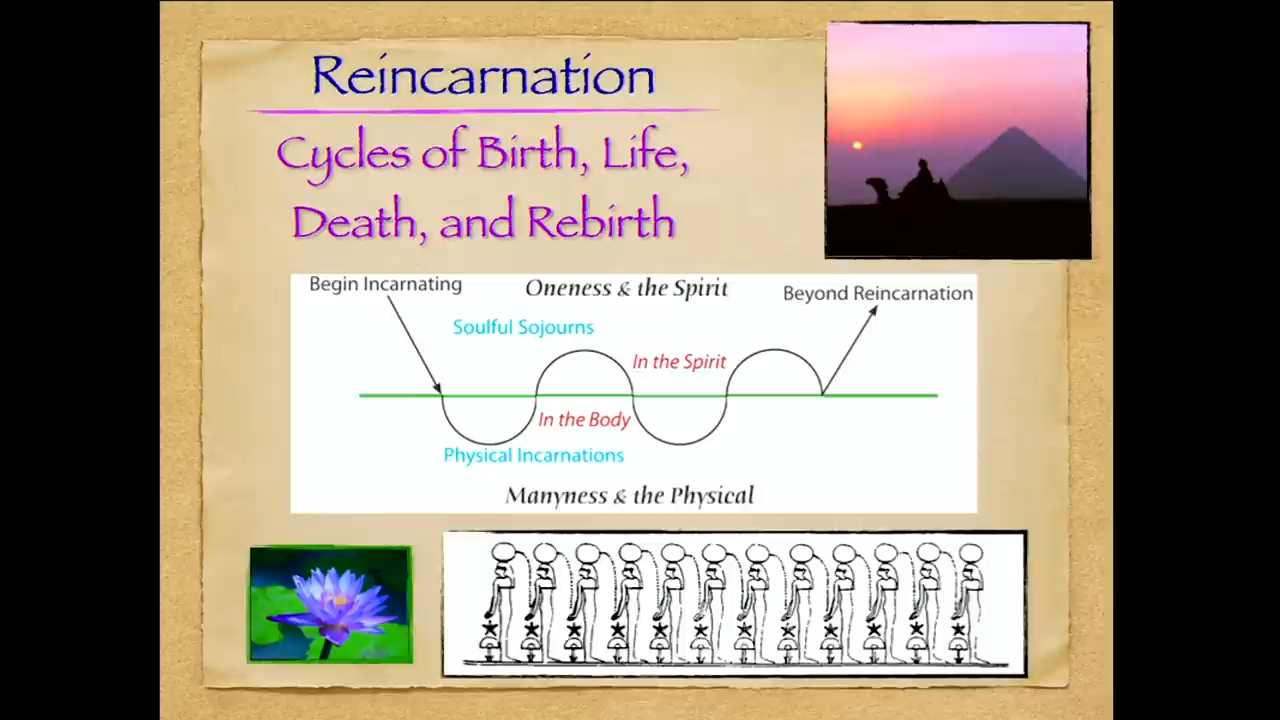 Reincarnation
Cycles of Birth, Life,
Death, and Rebirth
Begin Incarnating
Oneness & the Spirit
Beyond Reincarnation
Soulful Sojourns
In the Spirit
In the Body
Physical Incarnations
Manyness & the Physical